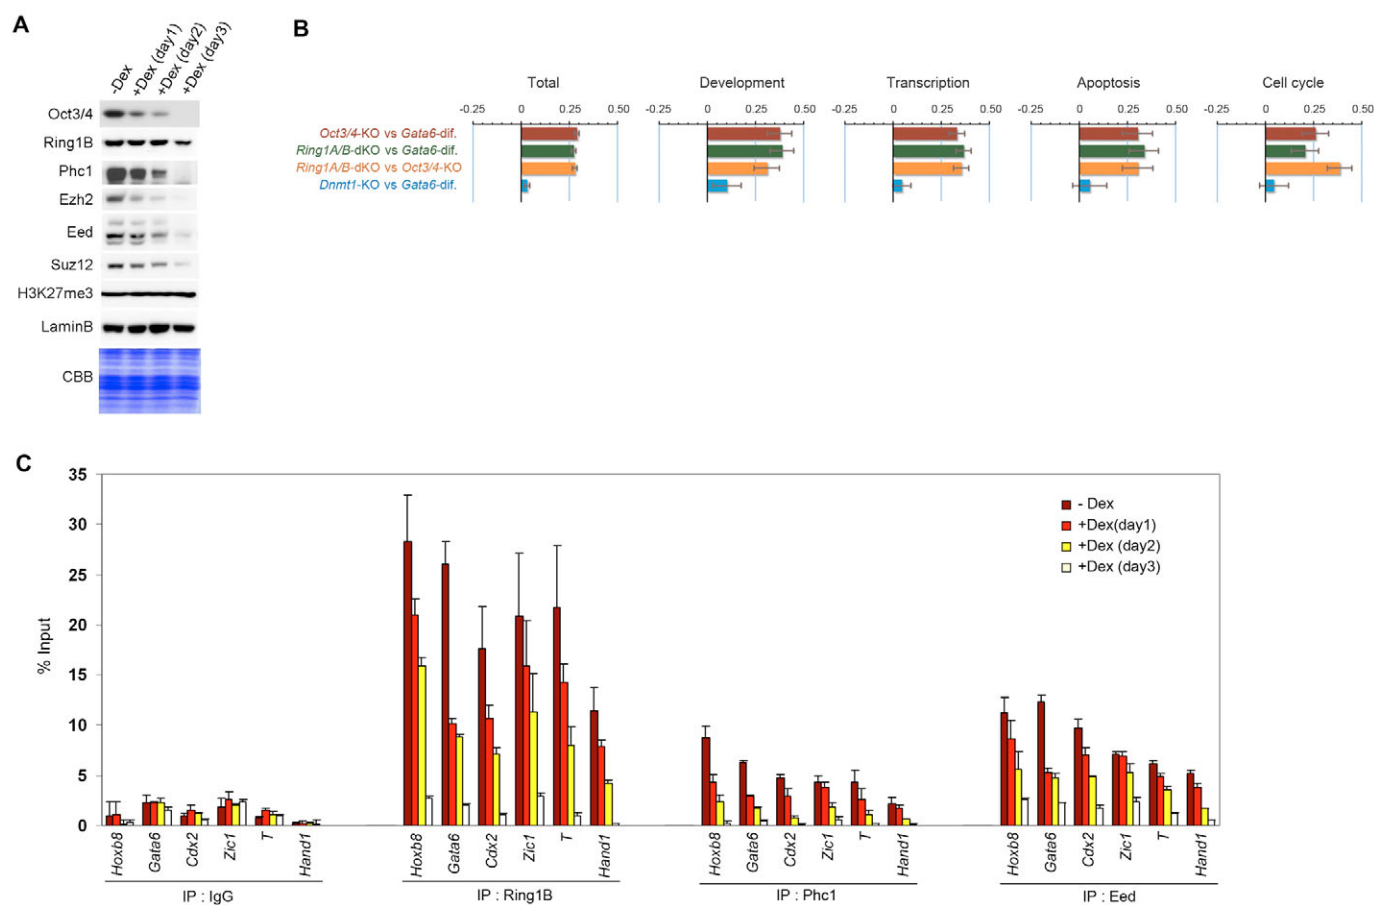 A
-Dex
+Dex (day1)
+Dex (day2)
+Dex (day3)
Oct3/4
Ring1B
Phc1
Ezh2
Eed
Suz12
H3K27me3
LaminB
CBB
B
Total Development Transcription Apoptosis Cell cycle
-0.25 0 0.25 0.50 -0.25 0 0.25 0.50 -0.25 0 0.25 0.50 -0.25 0 0.25 0.50 -0.25 0 0.25 0.50
Oct3/4-KO vs Gata6-dif.
Ring1A/B-dKO vs Gata6-dif.
Ring1A/B-dKO vs Oct3/4-KO
Dnmt1-KO vs Gata6-dif.
C
% Input
35
30
25
20
15
10
5
0
- Dex
+Dex(day1)
+Dex (day2)
+Dex (day3)
Hoxb8 Gata6 Cdx2 Zic1 T Hand1 Hoxb8 Gata6 Cdx2 Zic1 T Hand1 Hoxb8 Gata6 Cdx2 Zic1 T Hand1 Hoxb8 Gata6 Cdx2 Zic1 T Hand1
IP : IgG IP : Ring1B IP : Phc1 IP : Eed